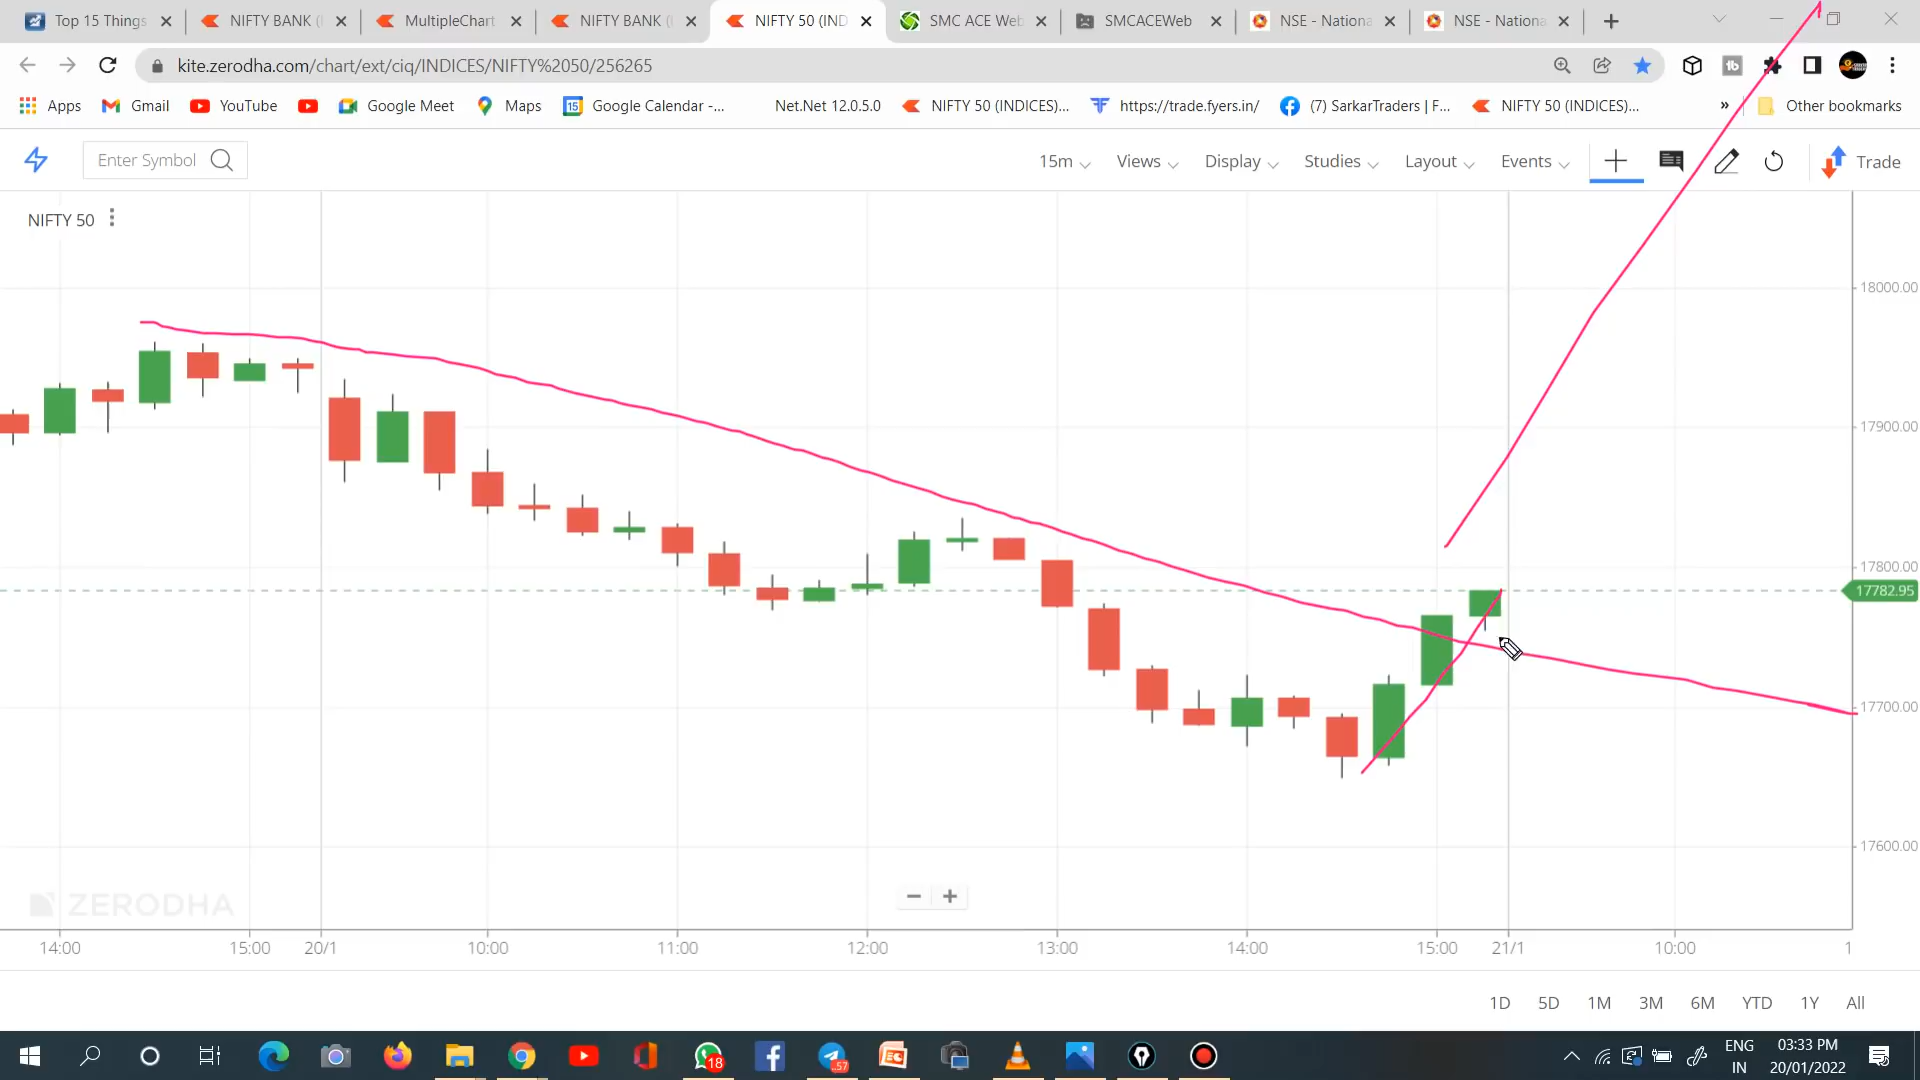 Top 15 Things
NIFTY BANK (
MultipleChart
NIFTY BANK (
NIFTY 50 (IND
SMC ACE Web
SMCACEWeb
NSE - Nationa
NSE - Nationa
kite.zerodha.com/chart/ext/ciq/INDICES/NIFTY%2050/256265
Apps
Gmail
YouTube
Google Meet
Maps
15 Google Calendar -...
Net.Net 12.0.5.0
NIFTY 50 (INDICES)...
https://trade.fyers.in/
(7) SarkarTraders | F...
NIFTY 50 (INDICES)...
»
Other bookmarks
Enter Symbol
15m
Views
Display
Studies
Layout
Events
Trade
NIFTY 50
18000.00
17900.00
17800.00
17782.95
17700.00
17600.00
ZERODHA
14:00 15:00 20/1 10:00 11:00 12:00 13:00 14:00 15:00 21/1 10:00 1
1D 5D 1M 3M 6M YTD 1Y All
18
57
ENG
IN
03:33 PM
20/01/2022